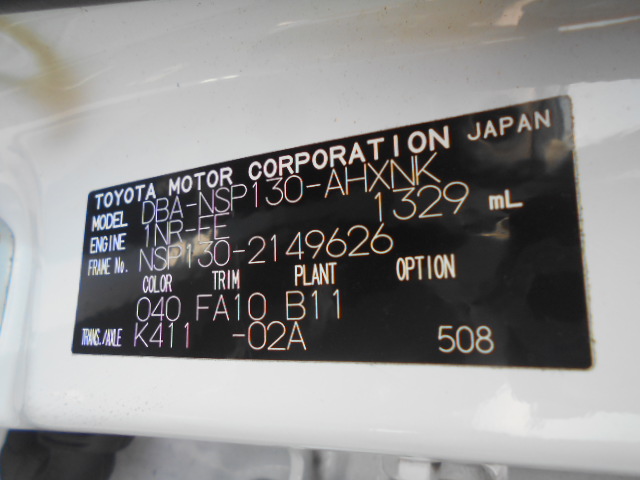 TOYOTA MOTOR CORPORATION JAPAN
MODEL DBA-NSP130-AHXNK
ENGINE 1NR-FE 1329 mL
FRAME No. NSP130-2149626
COLOR TRIM PLANT OPTION
040 FA10 B11
TRANS./AXLE K411 -02A 508